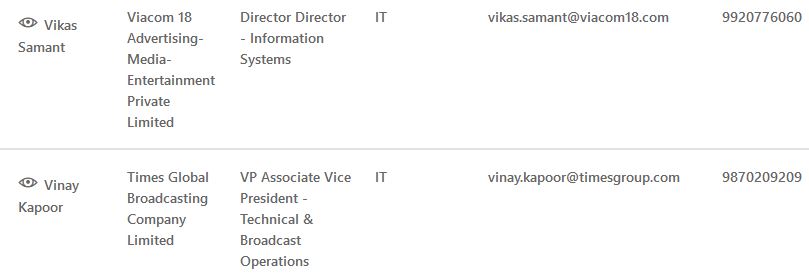 Vikas Samant
Viacom 18 Advertising-Media-Entertainment Private Limited
Director Director - Information Systems
IT
vikas.samant@viacom18.com
9920776060
Vinay Kapoor
Times Global Broadcasting Company Limited
VP Associate Vice President - Technical & Broadcast Operations
IT
vinay.kapoor@timesgroup.com
9870209209